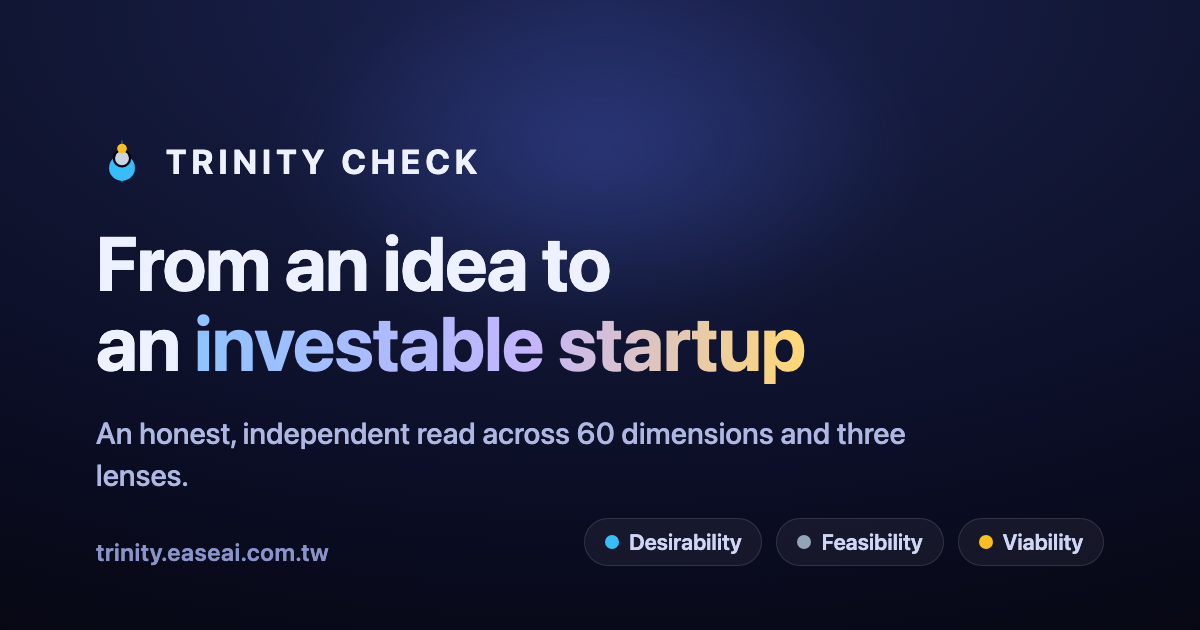 TRINITY CHECK
From an idea to
an investable startup
An honest, independent read across 60 dimensions and three
lenses.
trinity.easeai.com.tw
Desirability
Feasibility
Viability